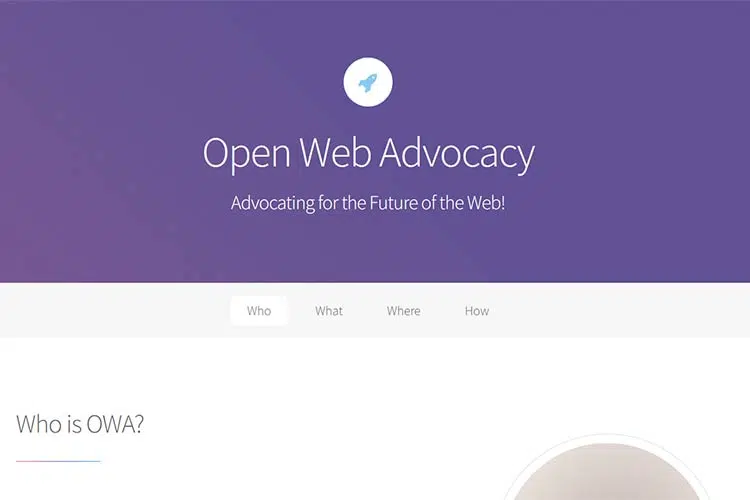 Open Web Advocacy
Advocating for the Future of the Web!
Who What Where How
Who is OWA?